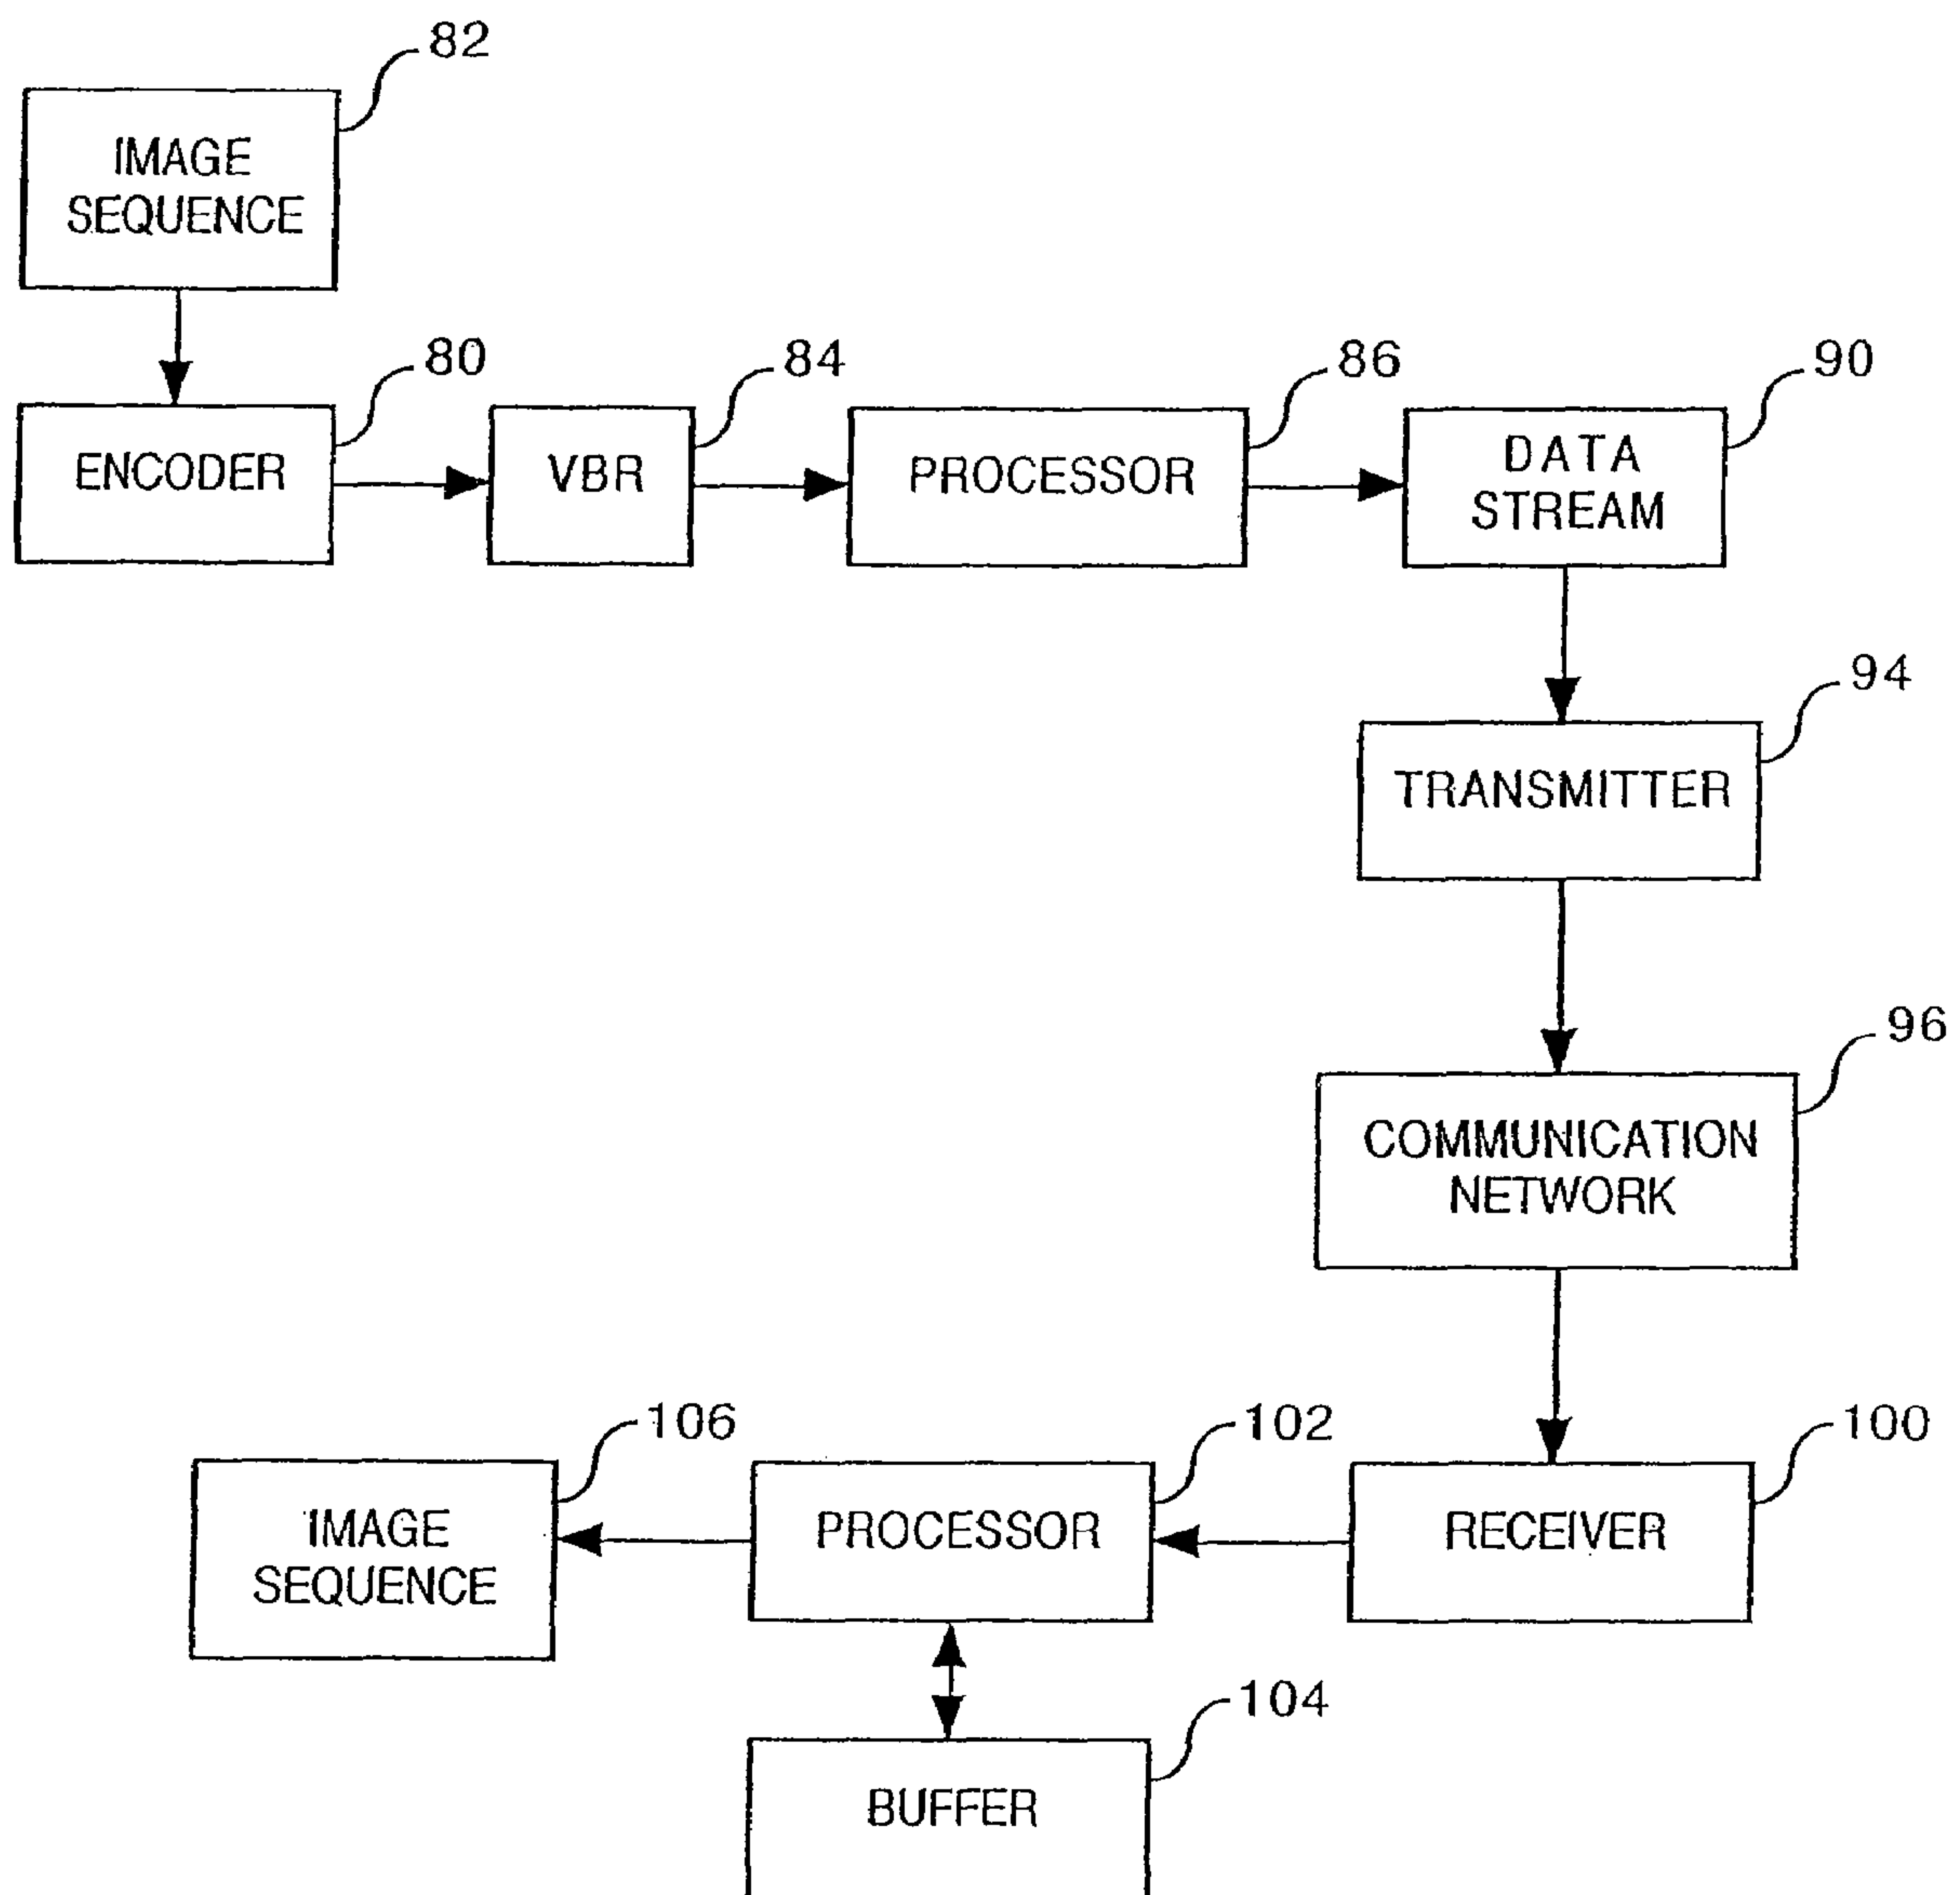 82
IMAGE
SEQUENCE
80
84
86
90
ENCODER
VBR
PROCESSOR
DATA
STREAM
94
TRANSMITTER
96
COMMUNICATION
NETWORK
106
102
100
IMAGE
SEQUENCE
PROCESSOR
RECEIVER
104
BUFFER